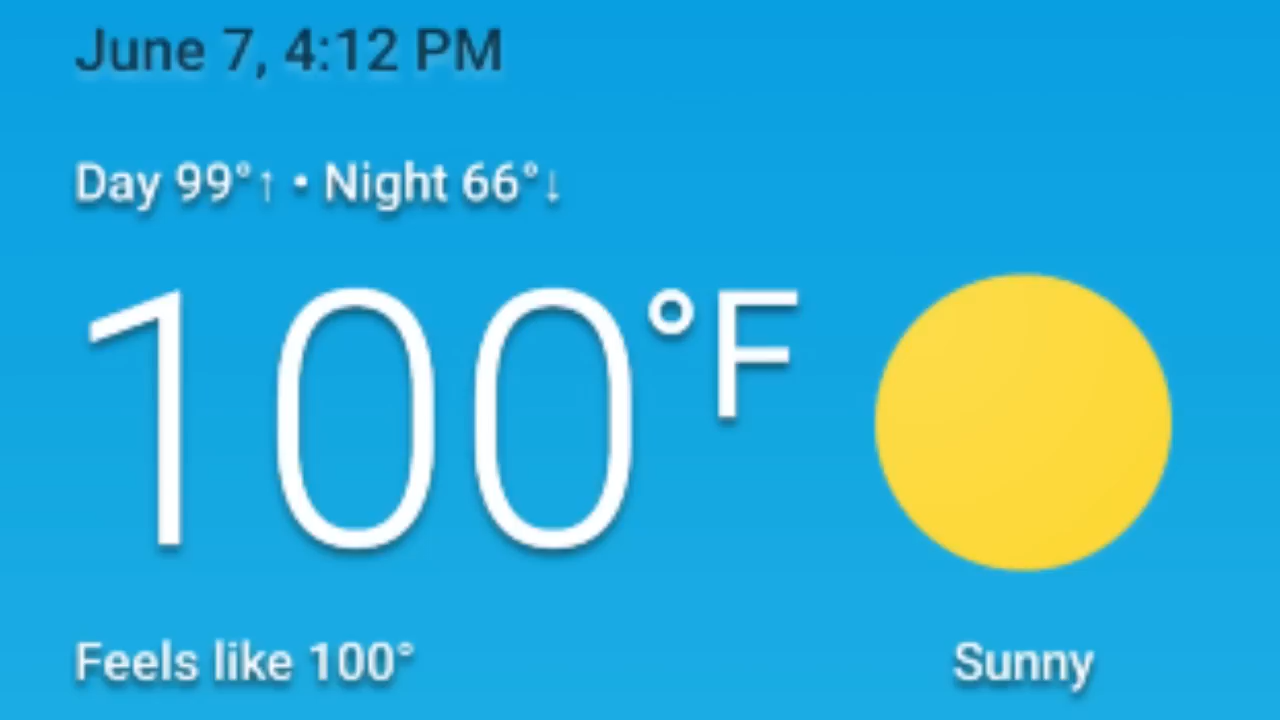 June 7, 4:12 PM
Day 99°↑ • Night 66°↓
100°F
Feels like 100°
Sunny